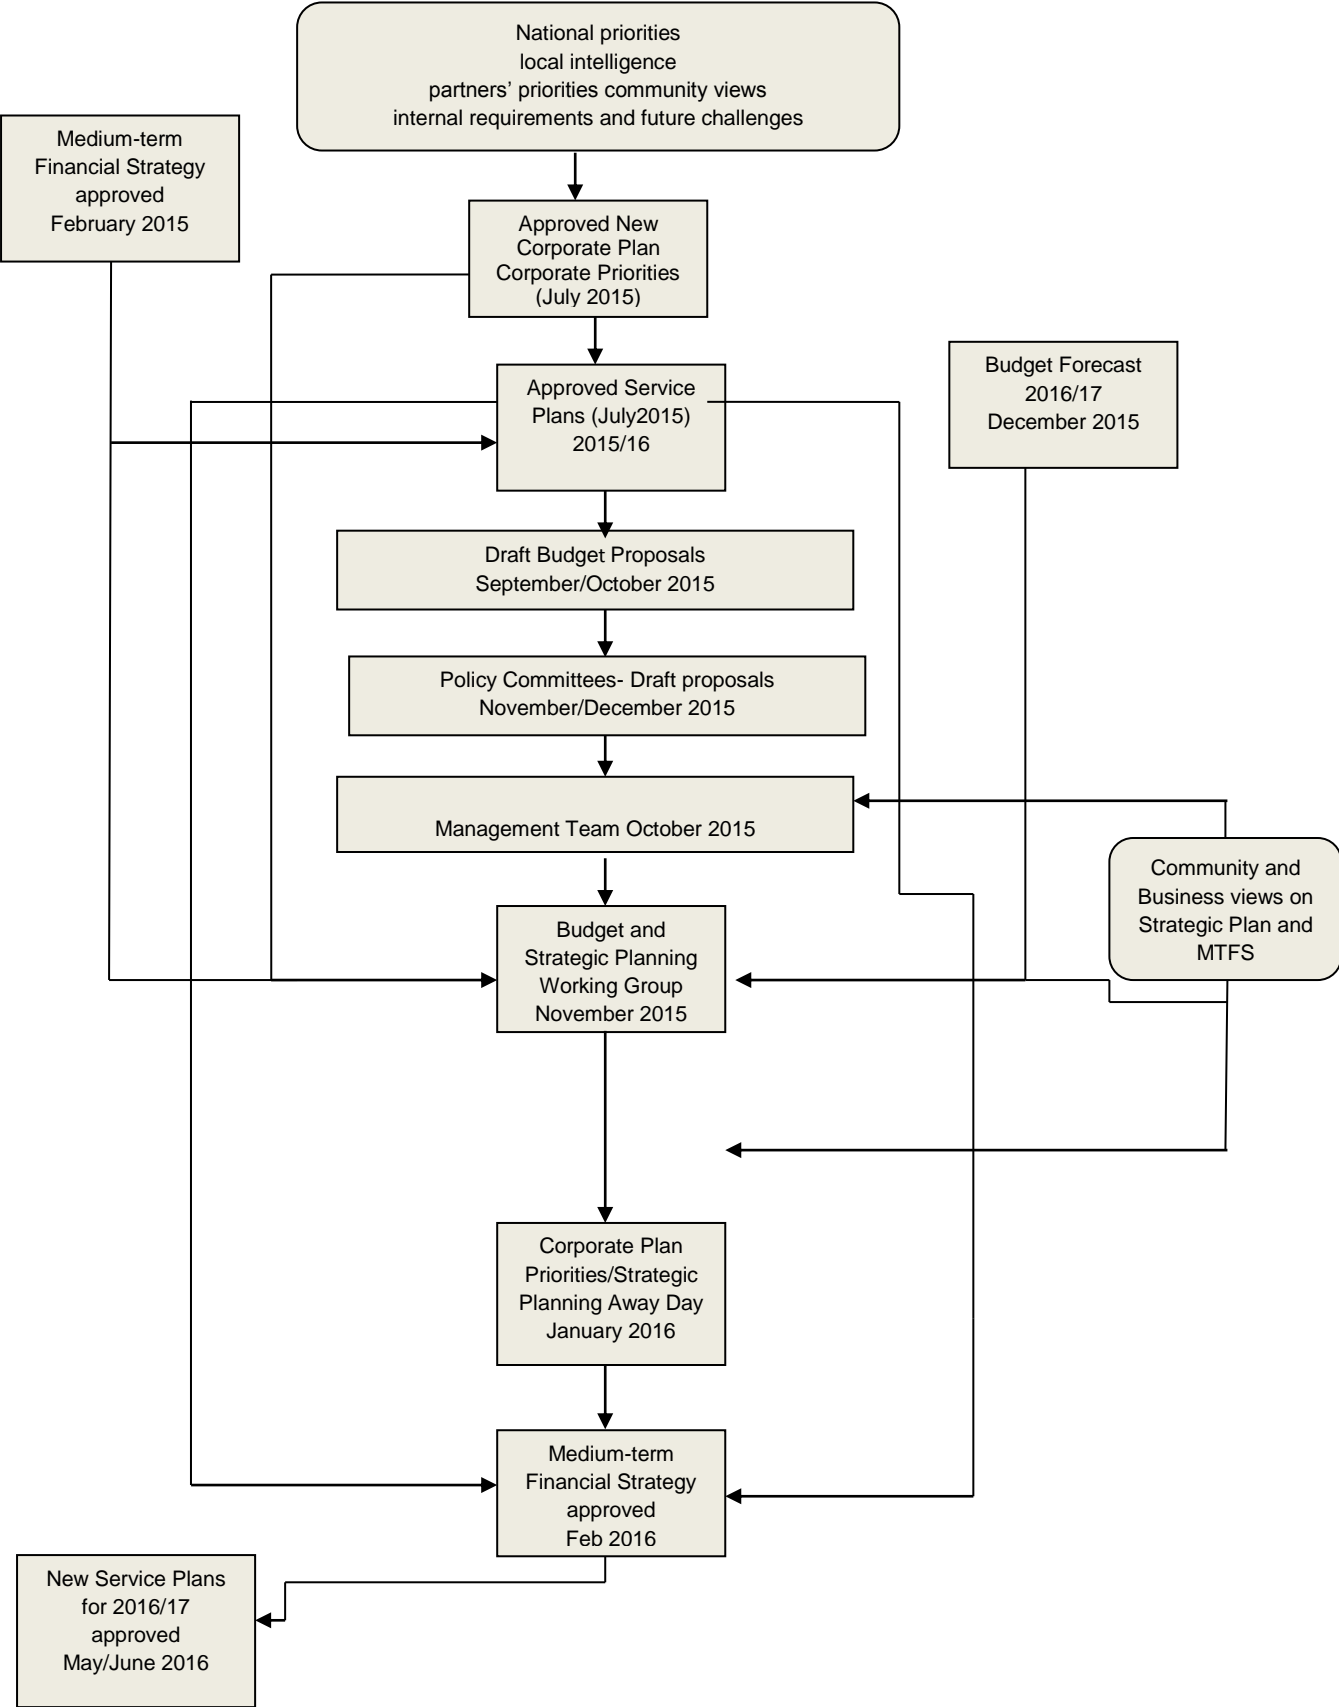 National priorities
local intelligence
partners’ priorities community views
internal requirements and future challenges
Medium-term
Financial Strategy
approved
February 2015
Approved New
Corporate Plan
Corporate Priorities
(July 2015)
Approved Service
Plans (July2015)
2015/16
Budget Forecast
2016/17
December 2015
Draft Budget Proposals
September/October 2015
Policy Committees- Draft proposals
November/December 2015
Management Team October 2015
Community and
Business views on
Strategic Plan and
MTFS
Budget and
Strategic Planning
Working Group
November 2015
Corporate Plan
Priorities/Strategic
Planning Away Day
January 2016
Medium-term
Financial Strategy
approved
Feb 2016
New Service Plans
for 2016/17
approved
May/June 2016